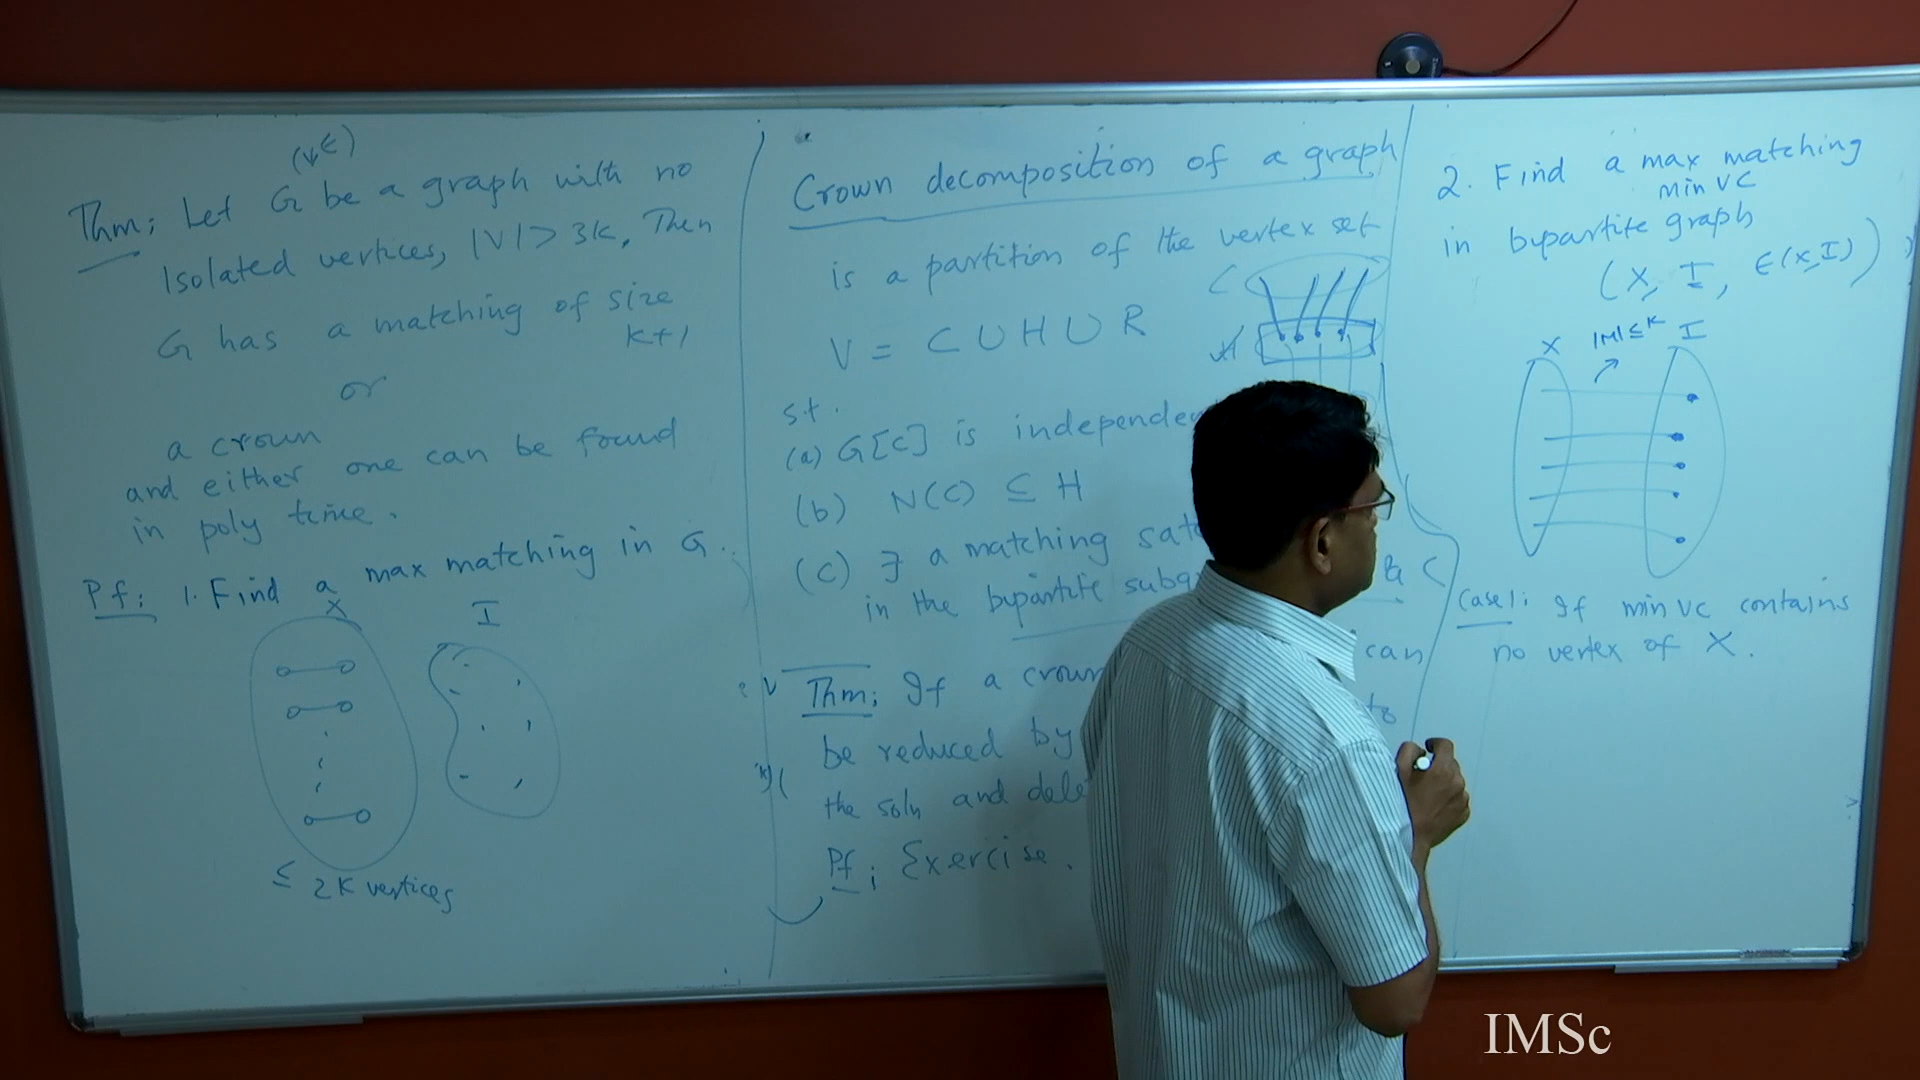 (V,E)
Thm: Let G be a graph with no
Isolated vertices, |V| > 3k, Then
G has a matching of size
k+1
or
a crown
and either one can be found
in poly time.
Pf: 1. Find a max matching in G.
X I
≤ 2k vertices
Crown decomposition of a graph
is a partition of the vertex set
V = C ∪ H ∪ R
C
H
s.t.
(a) G[C] is independen
(b) N(C) ⊆ H
(c) ∃ a matching sat
in the bipartite subg
& C
Thm: If a crown can
be reduced by to
the soln and dele
Pf: Exercise.
2. Find a max matching
min VC
in bipartite graph
(X, I, E(X,I))
X |M| ≤ k I
Case 1: If min VC contains
no vertex of X.
IMSc